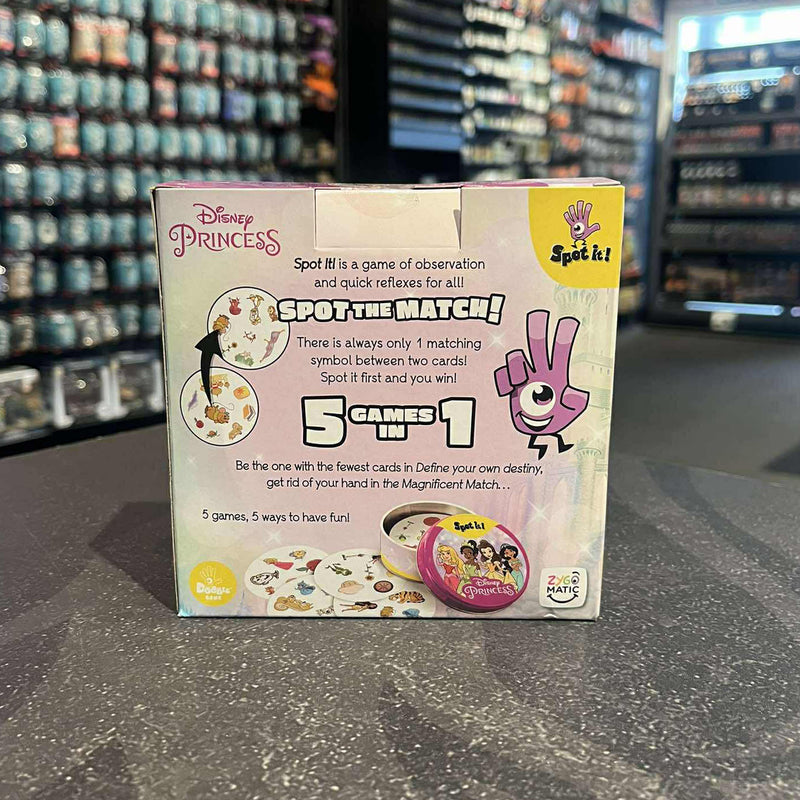 Disney
PRINCESS
Spot it!
Spot It! is a game of observation
and quick reflexes for all!
SPOT THE MATCH!
There is always only 1 matching
symbol between two cards!
Spot it first and you win!
5 GAMES IN 1
Be the one with the fewest cards in Define your own destiny,
get rid of your hand in the Magnificent Match...
5 games, 5 ways to have fun!
Spot it!
Disney
PRINCESS
DOBBLE
GAME
ZYGO
MATIC